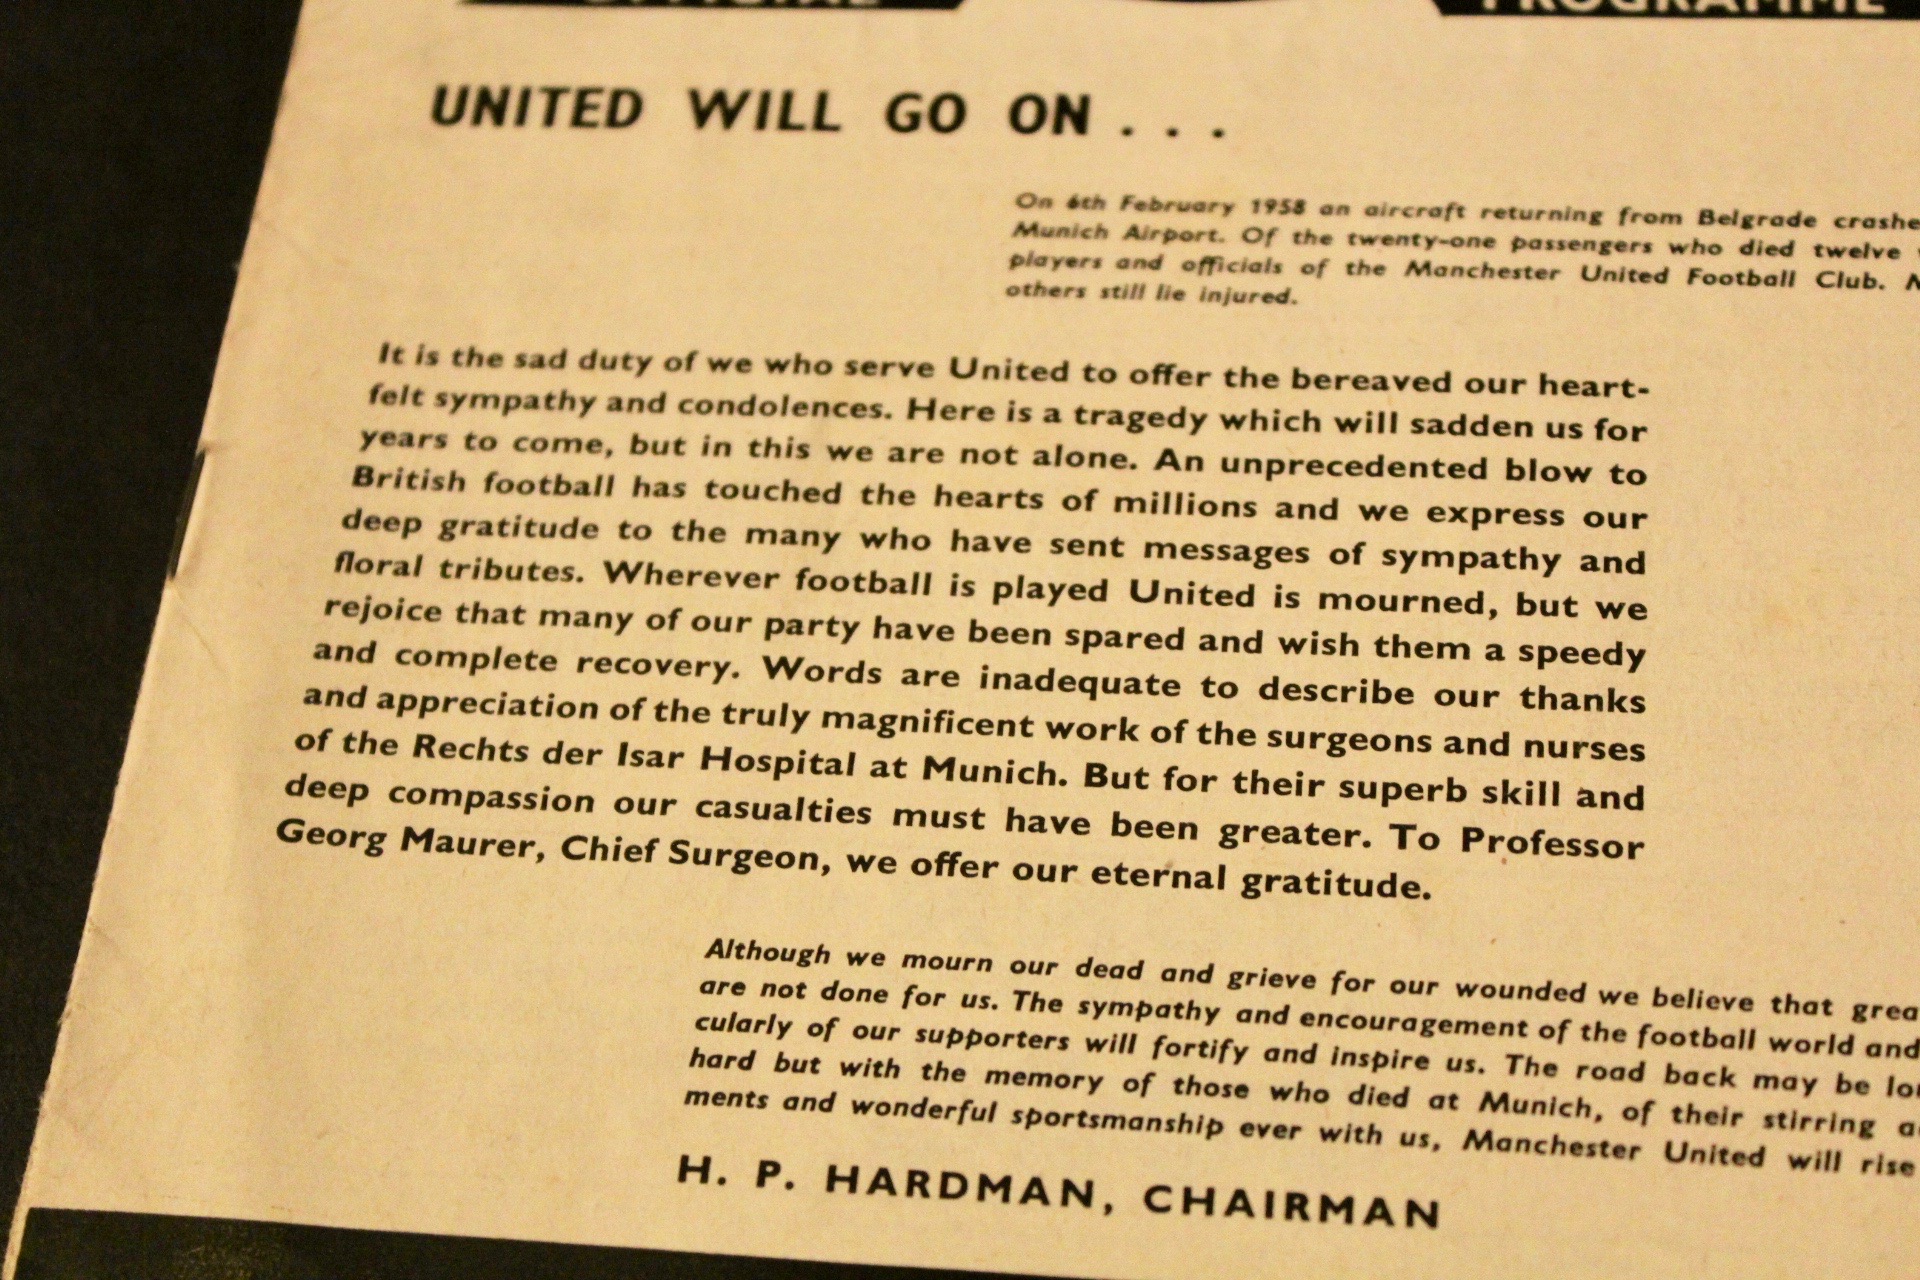 OFFICIAL PROGRAMME
UNITED WILL GO ON . . .
On 6th February 1958 an aircraft returning from Belgrade crashe
Munich Airport. Of the twenty-one passengers who died twelve
players and officials of the Manchester United Football Club.
others still lie injured.
It is the sad duty of we who serve United to offer the bereaved our heart-
felt sympathy and condolences. Here is a tragedy which will sadden us for
years to come, but in this we are not alone. An unprecedented blow to
British football has touched the hearts of millions and we express our
deep gratitude to the many who have sent messages of sympathy and
floral tributes. Wherever football is played United is mourned, but we
rejoice that many of our party have been spared and wish them a speedy
and complete recovery. Words are inadequate to describe our thanks
and appreciation of the truly magnificent work of the surgeons and nurses
of the Rechts der Isar Hospital at Munich. But for their superb skill and
deep compassion our casualties must have been greater. To Professor
Georg Maurer, Chief Surgeon, we offer our eternal gratitude.
Although we mourn our dead and grieve for our wounded we believe that grea
are not done for us. The sympathy and encouragement of the football world and
cularly of our supporters will fortify and inspire us. The road back may be lo
hard but with the memory of those who died at Munich, of their stirring a
ments and wonderful sportsmanship ever with us, Manchester United will rise
H. P. HARDMAN, CHAIRMAN